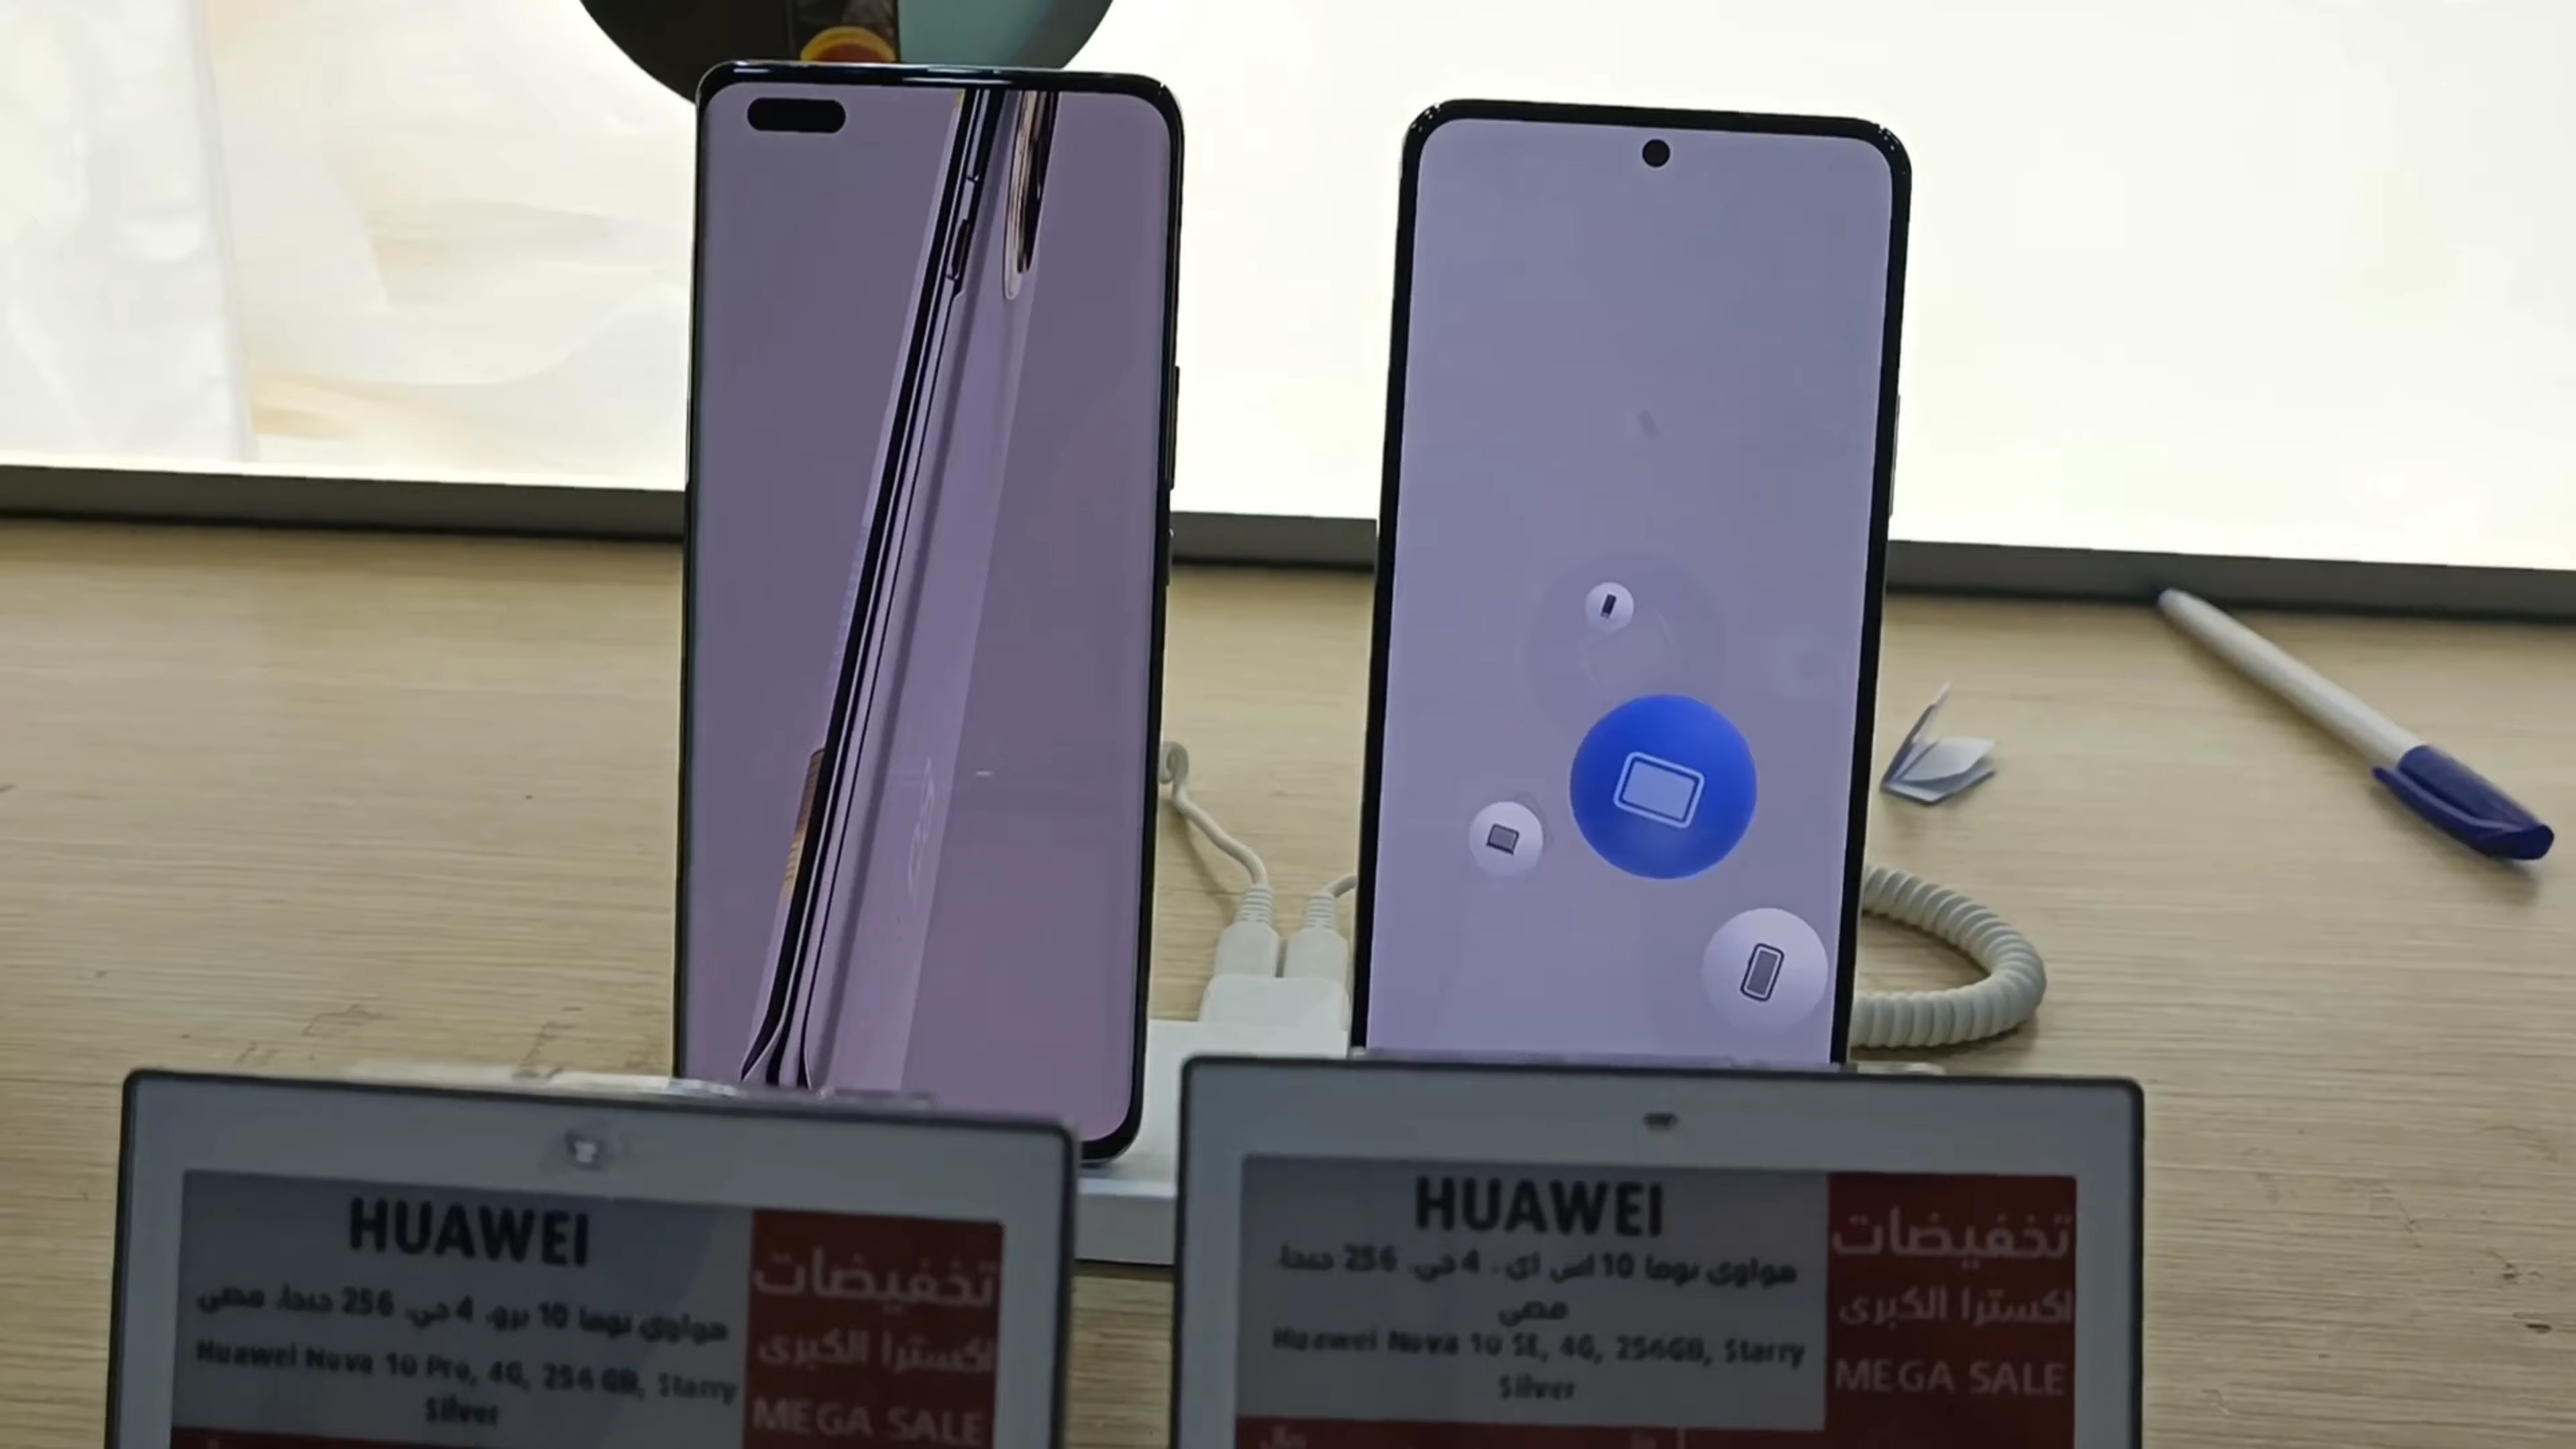 HUAWEI
هواوي نوفا 10 برو، 4 جي، 256 جيجا، فضي
Huawei Nova 10 Pro, 4G, 256 GB, Starry
Silver
تخفيضات
اكسترا الكبرى
MEGA SALE
HUAWEI
هواوي نوفا 10 اس اي، 4 جي، 256 جيجا،
فضي
Huawei Nova 10 SE, 4G, 256GB, Starry
Silver
تخفيضات
اكسترا الكبرى
MEGA SALE